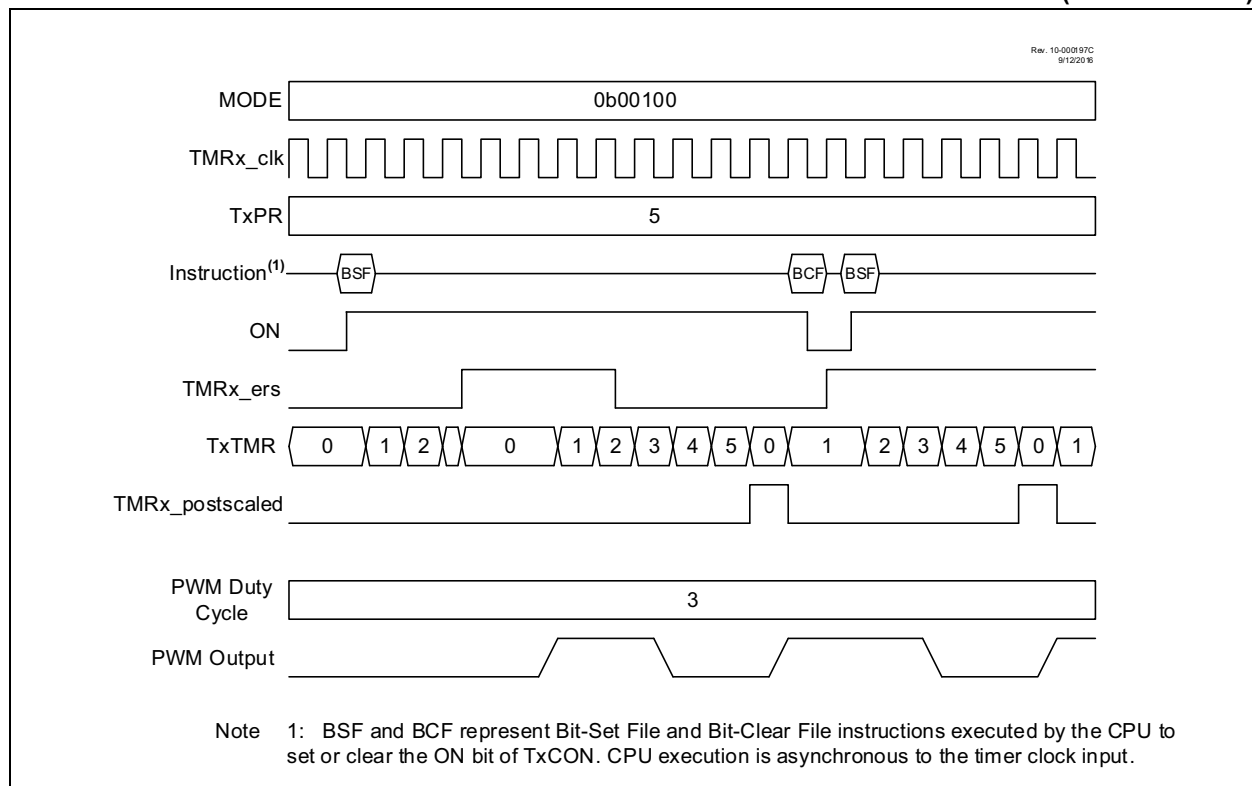 Rev. 10-000197C
9/12/2016
MODE 0b00100
TMRx_clk
TxPR 5
Instruction(1) BSF BCF BSF
ON
TMRx_ers
TxTMR 0 1 2 0 1 2 3 4 5 0 1 2 3 4 5 0 1
TMRx_postscaled
PWM Duty
Cycle
3
PWM Output
Note 1: BSF and BCF represent Bit-Set File and Bit-Clear File instructions executed by the CPU to
set or clear the ON bit of TxCON. CPU execution is asynchronous to the timer clock input.